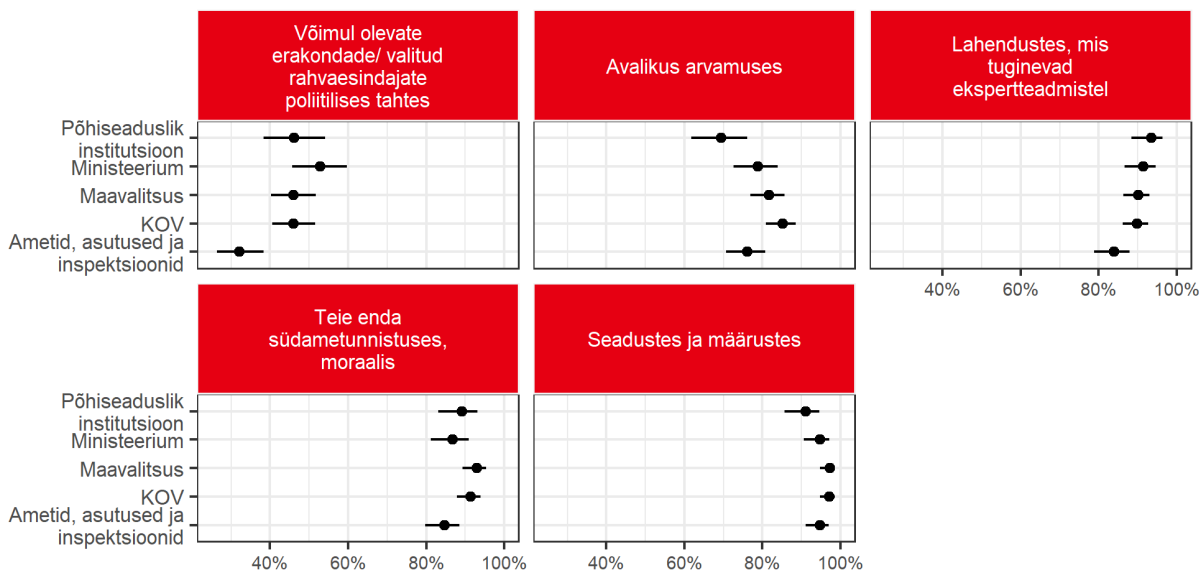 Võimul olevate
erakondade/ valitud
rahvaesindajate
poliitilises tahtes
Avalikus arvamuses
Lahendustes, mis
tuginevad
ekspertteadmistel
Põhiseaduslik
institutsioon
Ministeerium
Maavalitsus
KOV
Ametid, asutused ja
inspektsioonid
40% 60% 80% 100%
Teie enda
südametunnistuses,
moraalis
Seadustes ja määrustes
Põhiseaduslik
institutsioon
Ministeerium
Maavalitsus
KOV
Ametid, asutused ja
inspektsioonid
40% 60% 80% 100% 40% 60% 80% 100%